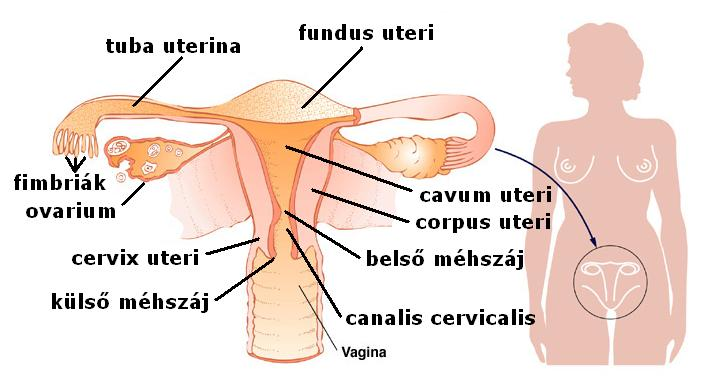 fundus uteri
tuba uterina
fimbriák
ovarium
cavum uteri
corpus uteri
cervix uteri
belső méhszáj
külső méhszáj
canalis cervicalis
Vagina